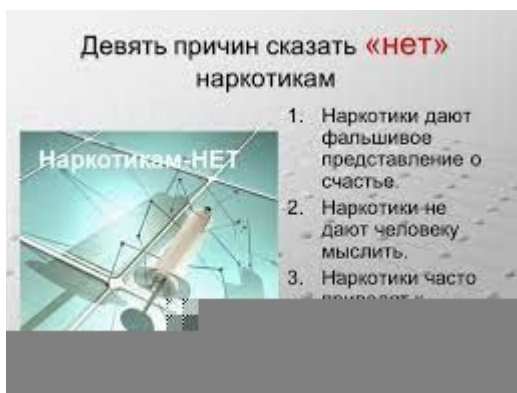 Девять причин сказать «нет»
наркотикам
Наркотикам-НЕТ
1. Наркотики дают
фальшивое
представление о
счастье.
2. Наркотики не
дают человеку
мыслить.
3. Наркотики часто